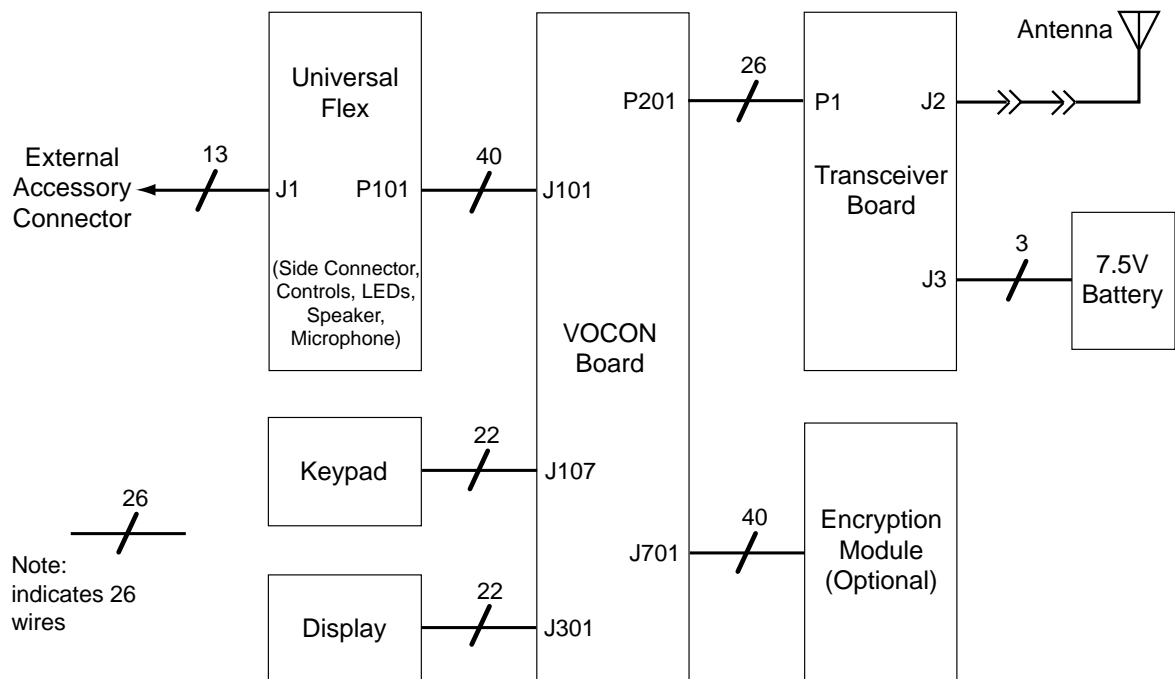 Universal
Flex
External
Accessory
Connector
13
J1
P101
40
J101
(Side Connector,
Controls, LEDs,
Speaker,
Microphone)
Keypad
22
J107
26
Note:
indicates 26
wires
Display
22
J301
VOCON
Board
P201
26
P1
J2
Antenna
Transceiver
Board
J3
3
7.5V
Battery
J701
40
Encryption
Module
(Optional)